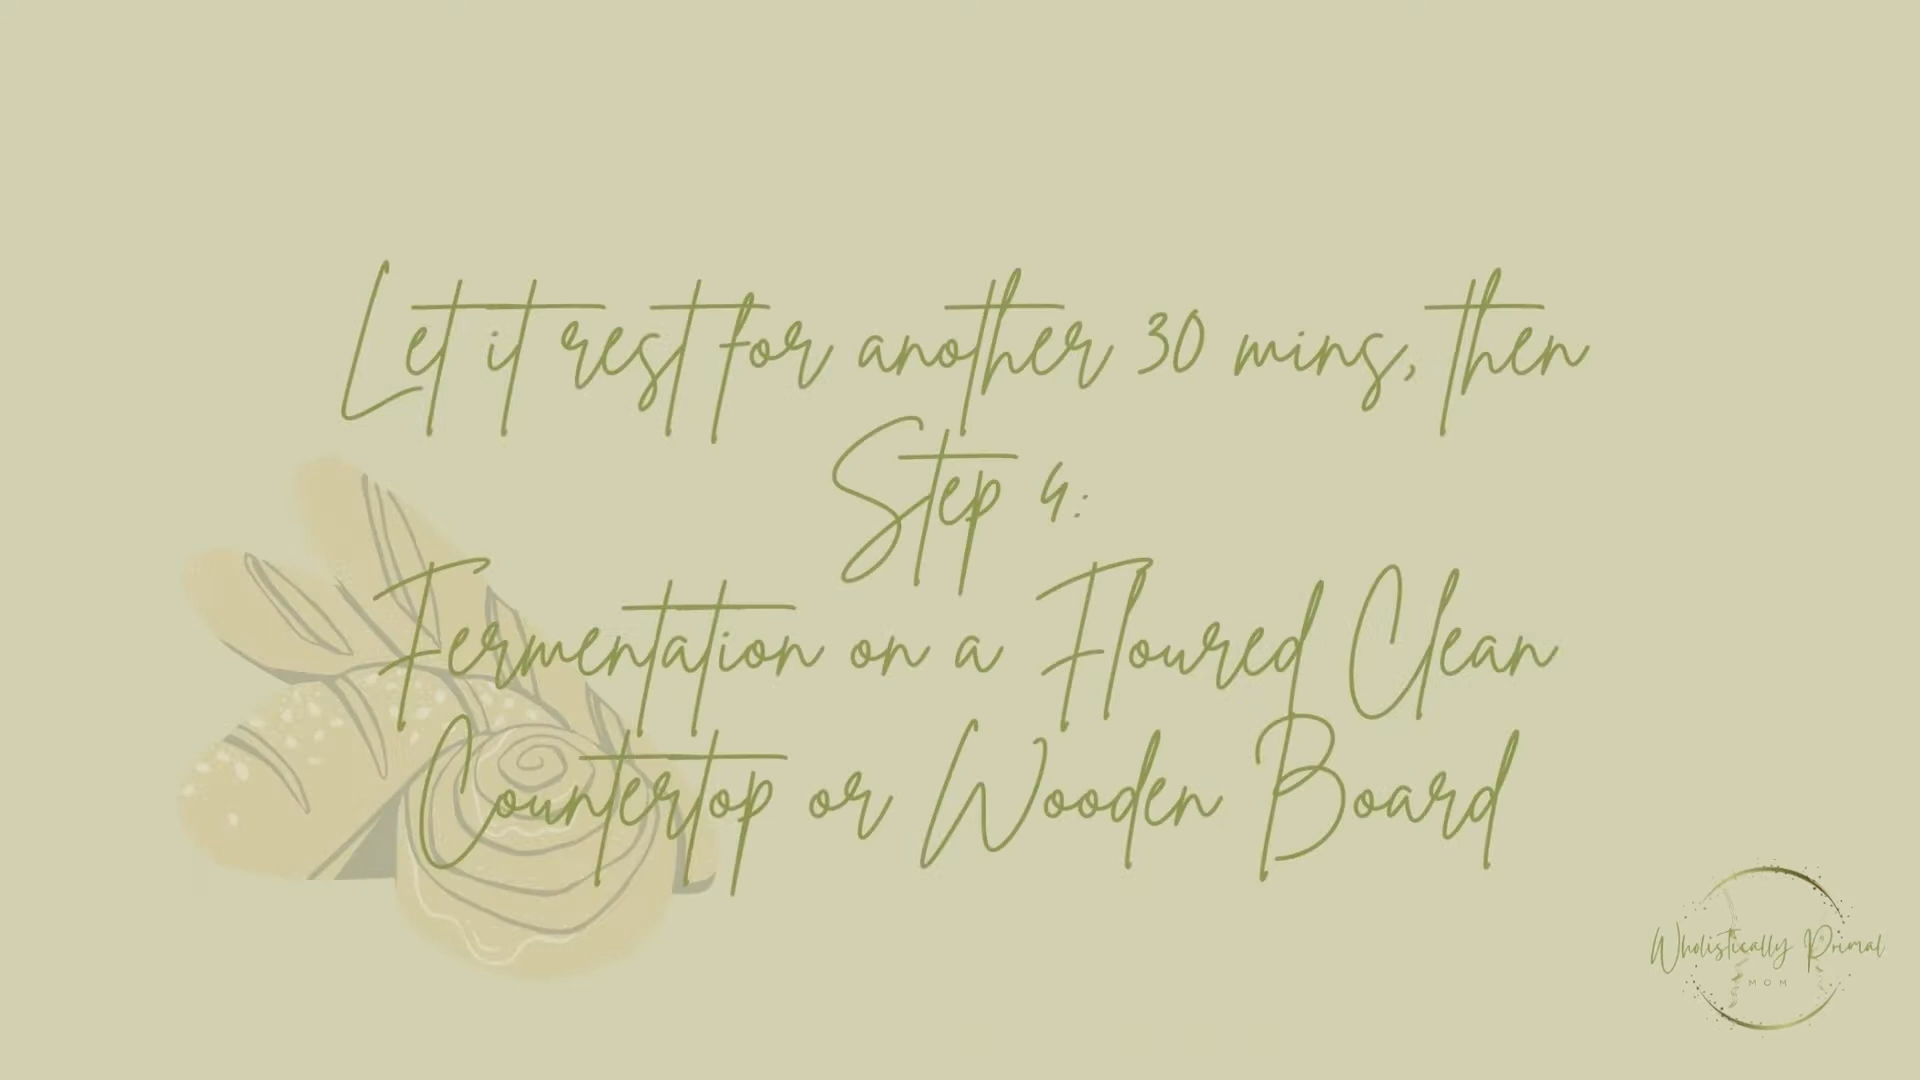 Let it rest for another 30 mins, then
Step 4:
Fermentation on a Floured Clean
Countertop or Wooden Board
Wholistically Primal
MOM